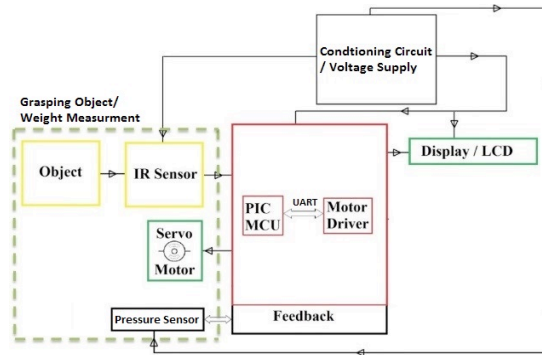 Condtioning Circuit
/ Voltage Supply
Grasping Object/
Weight Measurment
Object
IR Sensor
Display / LCD
PIC
MCU
UART
Motor
Driver
Servo
Motor
Pressure Sensor
Feedback